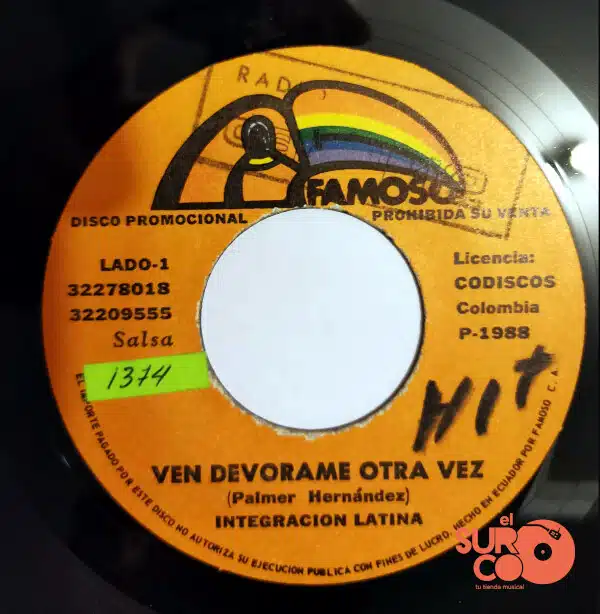 RAD
FAMOSO
DISCO PROMOCIONAL
PROHIBIDA SU VENTA
LADO-1
32278018
32209555
Salsa
Licencia:
CODISCOS
Colombia
P-1988
1374
HIT
VEN DEVORAME OTRA VEZ
(Palmer Hernández)
INTEGRACION LATINA
EL IMPORTE PAGADO POR ESTE DISCO NO AUTORIZA SU EJECUCION PUBLICA CON FINES DE LUCRO. HECHO EN ECUADOR POR FAMOSO C. A.
el
SURCO
tu tienda musical